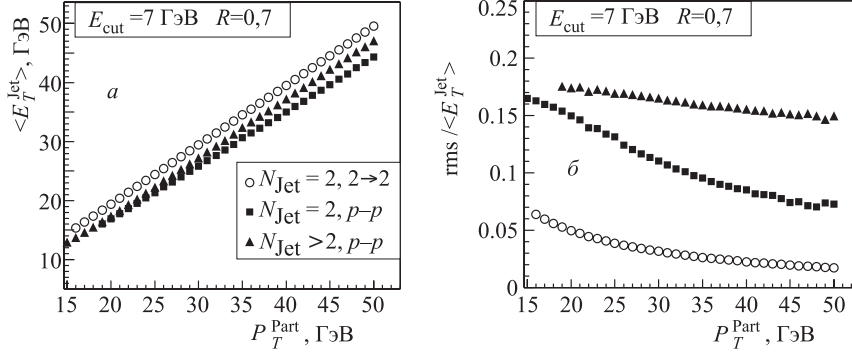 E_cut =7 ГэВ R=0,7
<E_T^Jet>, ГэВ
а
50
40
30
20
10
N_Jet = 2, 2→2
N_Jet = 2, p–p
N_Jet > 2, p–p
15 20 25 30 35 40 45 50
P_T^Part, ГэВ
E_cut =7 ГэВ R=0,7
rms /<E_T^Jet>
б
0.25
0.20
0.15
0.1
0.05
0
15 20 25 30 35 40 45 50
P_T^Part, ГэВ